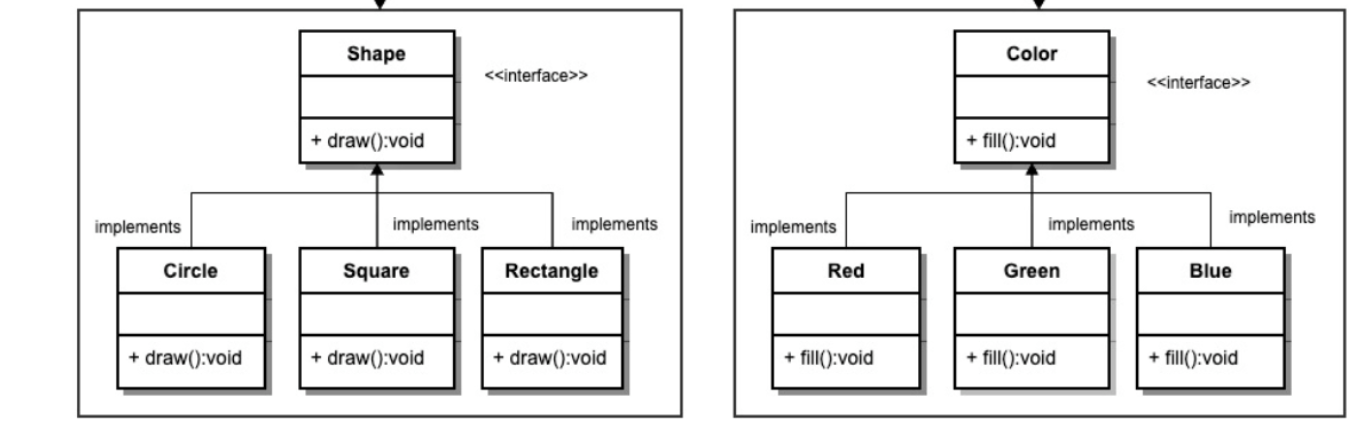 Shape
<<interface>>
+ draw():void
implements
implements
implements
Circle
Square
Rectangle
+ draw():void
+ draw():void
+ draw():void
Color
<<interface>>
+ fill():void
implements
implements
implements
Red
Green
Blue
+ fill():void
+ fill():void
+ fill():void